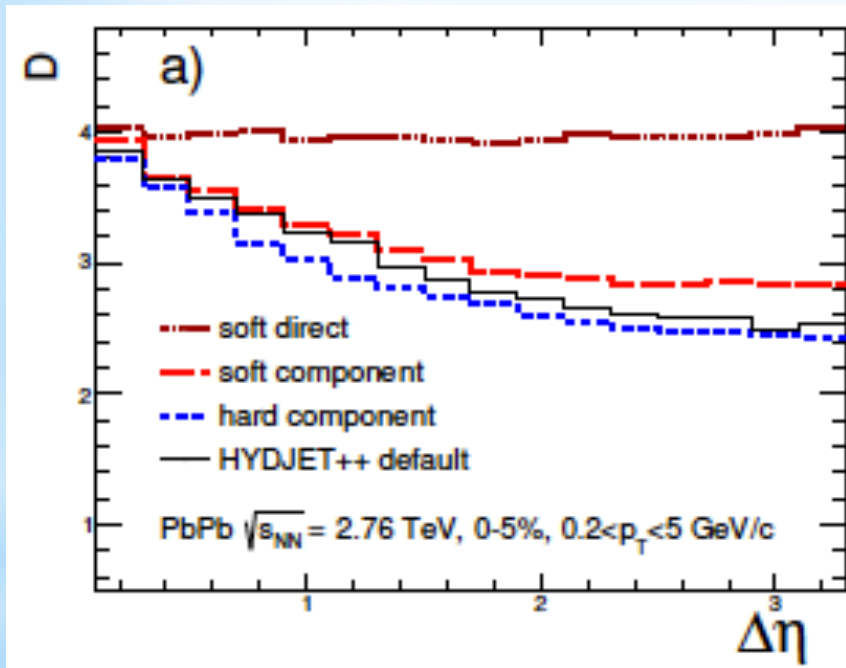 D
a)
4
3
2
1
soft direct
soft component
hard component
HYDJET++ default
PbPb √sNN = 2.76 TeV, 0-5%, 0.2<pT<5 GeV/c
1 2 3
Δη